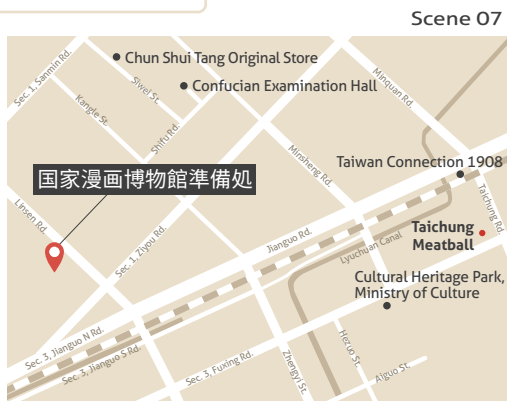 Scene 07
Chun Shui Tang Original Store
Sec. 1, Sanmin Rd.
Siwei St.
Confucian Examination Hall
Minquan Rd.
Kangle St.
Shifu Rd.
Minsheng Rd.
Taiwan Connection 1908
国家漫画博物館準備処
Taichung Rd.
Linsen Rd.
Sec. 1, Ziyou Rd.
Jianguo Rd.
Lyuchuan Canal
Taichung
Meatball
Cultural Heritage Park,
Ministry of Culture
Sec. 3, Jianguo N Rd.
Sec. 3, Jianguo S Rd.
Sec. 3, Fuxing Rd.
Zhengyi St.
Hezuo St.
Aiguo St.